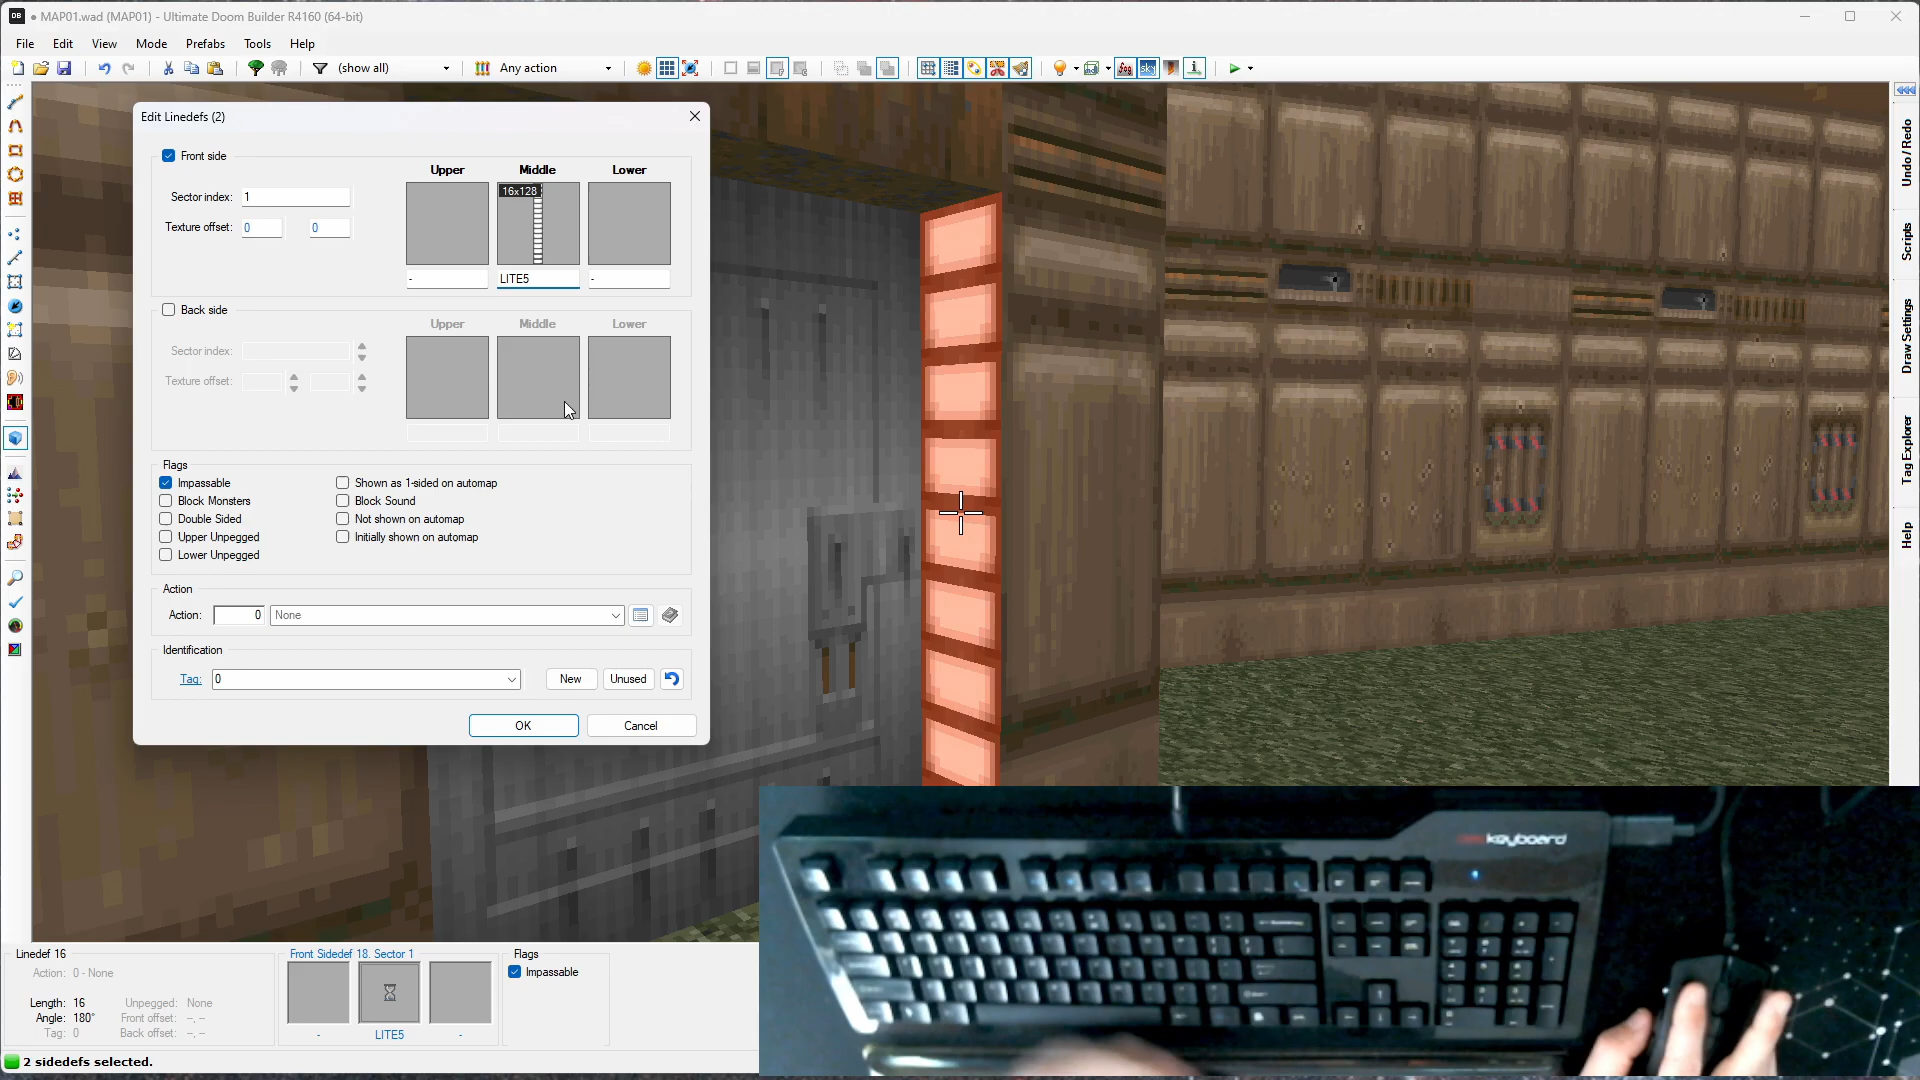 MAP01.wad (MAP01) - Ultimate Doom Builder R4160 (64-bit)
File Edit View Mode Prefabs Tools Help
(show all) Any action
Undo / Redo
Scripts
Draw Settings
Tag Explorer
Help
Edit Linedefs (2)
Front side
Upper Middle Lower
16x128
Sector index: 1
Texture offset: 0 0
- LITE5 -
Back side
Upper Middle Lower
Sector index:
Texture offset:
Flags
Impassable
Shown as 1-sided on automap
Block Monsters
Block Sound
Double Sided
Not shown on automap
Upper Unpegged
Initially shown on automap
Lower Unpegged
Action
Action: 0 None
Identification
Tag: 0 New Unused
OK Cancel
Linedef 16
Action: 0 - None
Length: 16 Unpegged: None
Angle: 180° Front offset: --, --
Tag: 0 Back offset: --, --
Front Sidedef 18. Sector 1
- LITE5 -
Flags
Impassable
2 sidedefs selected.
keyboard